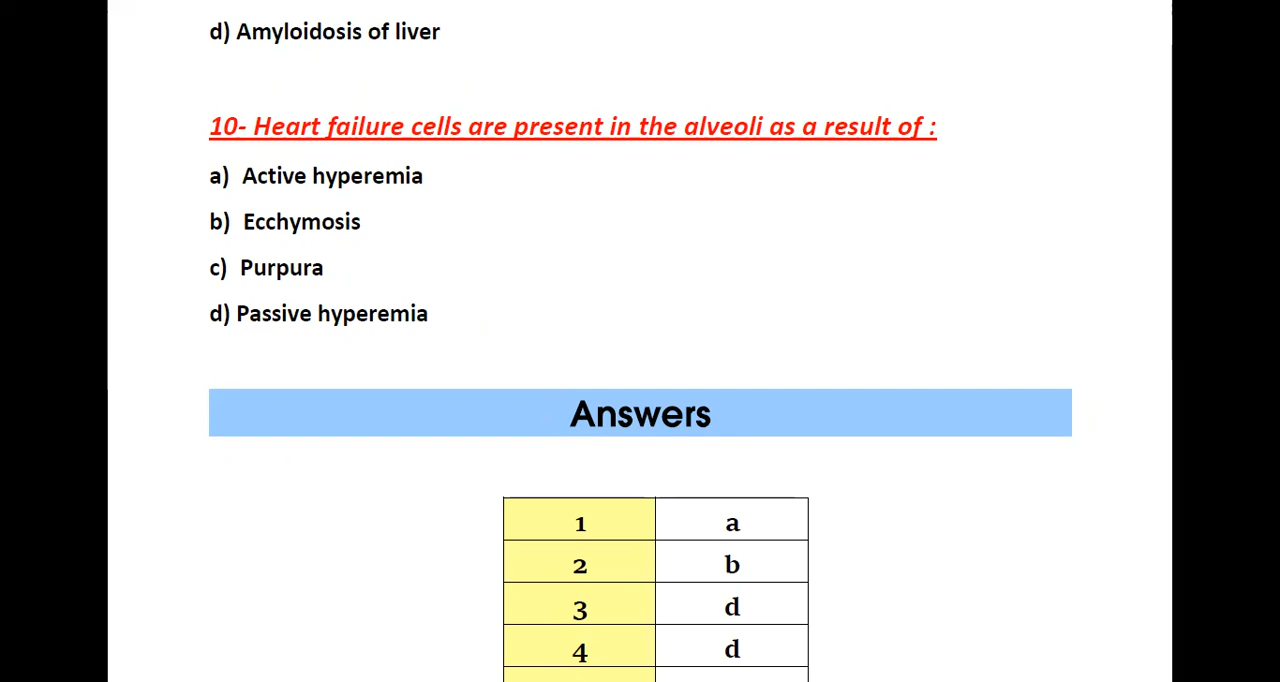 d) Amyloidosis of liver
10- Heart failure cells are present in the alveoli as a result of :
a) Active hyperemia
b) Ecchymosis
c) Purpura
d) Passive hyperemia
Answers
1 a
2 b
3 d
4 d